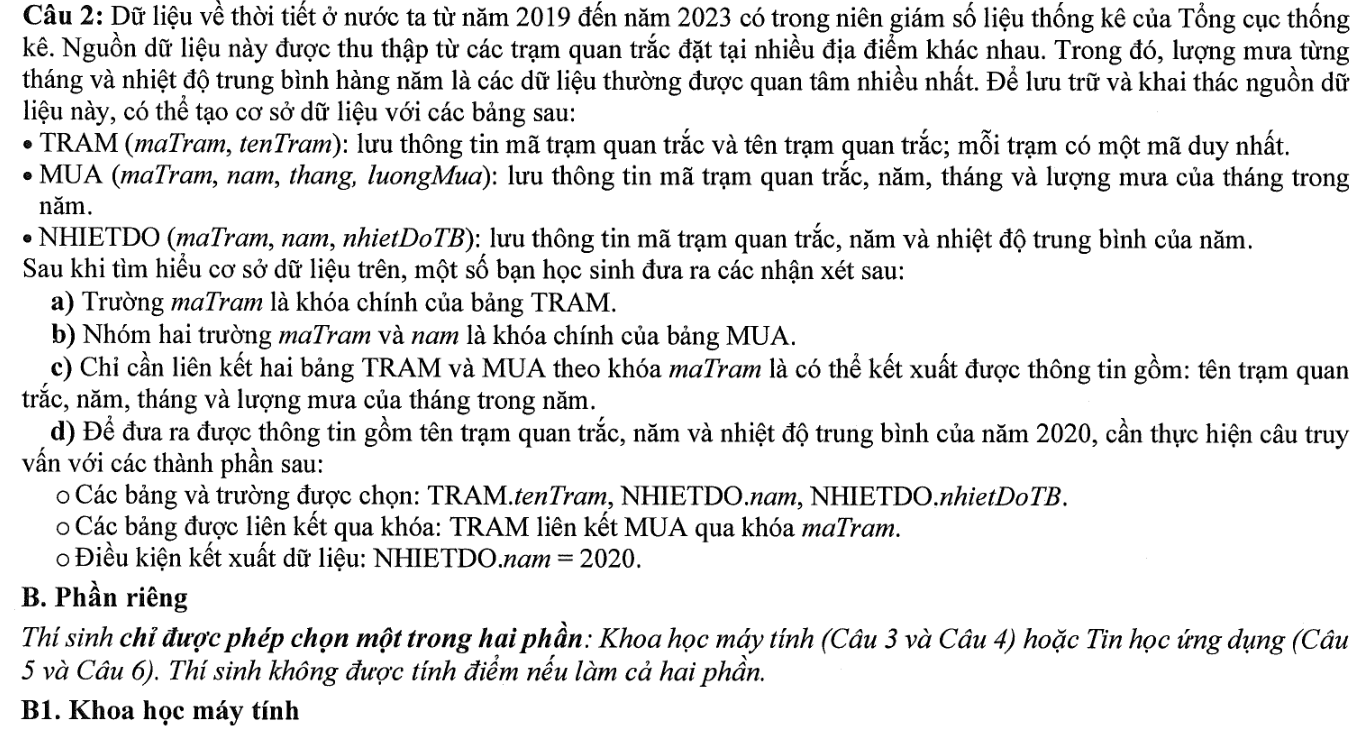 Câu 2: Dữ liệu về thời tiết ở nước ta từ năm 2019 đến năm 2023 có trong niên giám số liệu thống kê của Tổng cục thống
kê. Nguồn dữ liệu này được thu thập từ các trạm quan trắc đặt tại nhiều địa điểm khác nhau. Trong đó, lượng mưa từng
tháng và nhiệt độ trung bình hàng năm là các dữ liệu thường được quan tâm nhiều nhất. Để lưu trữ và khai thác nguồn dữ
liệu này, có thể tạo cơ sở dữ liệu với các bảng sau:
• TRAM (maTram, tenTram): lưu thông tin mã trạm quan trắc và tên trạm quan trắc; mỗi trạm có một mã duy nhất.
• MUA (maTram, nam, thang, luongMua): lưu thông tin mã trạm quan trắc, năm, tháng và lượng mưa của tháng trong
năm.
• NHIETDO (maTram, nam, nhietDoTB): lưu thông tin mã trạm quan trắc, năm và nhiệt độ trung bình của năm.
Sau khi tìm hiểu cơ sở dữ liệu trên, một số bạn học sinh đưa ra các nhận xét sau:
a) Trường maTram là khóa chính của bảng TRAM.
b) Nhóm hai trường maTram và nam là khóa chính của bảng MUA.
c) Chỉ cần liên kết hai bảng TRAM và MUA theo khóa maTram là có thể kết xuất được thông tin gồm: tên trạm quan
trắc, năm, tháng và lượng mưa của tháng trong năm.
d) Để đưa ra được thông tin gồm tên trạm quan trắc, năm và nhiệt độ trung bình của năm 2020, cần thực hiện câu truy
vấn với các thành phần sau:
o Các bảng và trường được chọn: TRAM.tenTram, NHIETDO.nam, NHIETDO.nhietDoTB.
o Các bảng được liên kết qua khóa: TRAM liên kết MUA qua khóa maTram.
o Điều kiện kết xuất dữ liệu: NHIETDO.nam = 2020.
B. Phần riêng
Thí sinh chỉ được phép chọn một trong hai phần: Khoa học máy tính (Câu 3 và Câu 4) hoặc Tin học ứng dụng (Câu
5 và Câu 6). Thí sinh không được tính điểm nếu làm cả hai phần.
B1. Khoa học máy tính